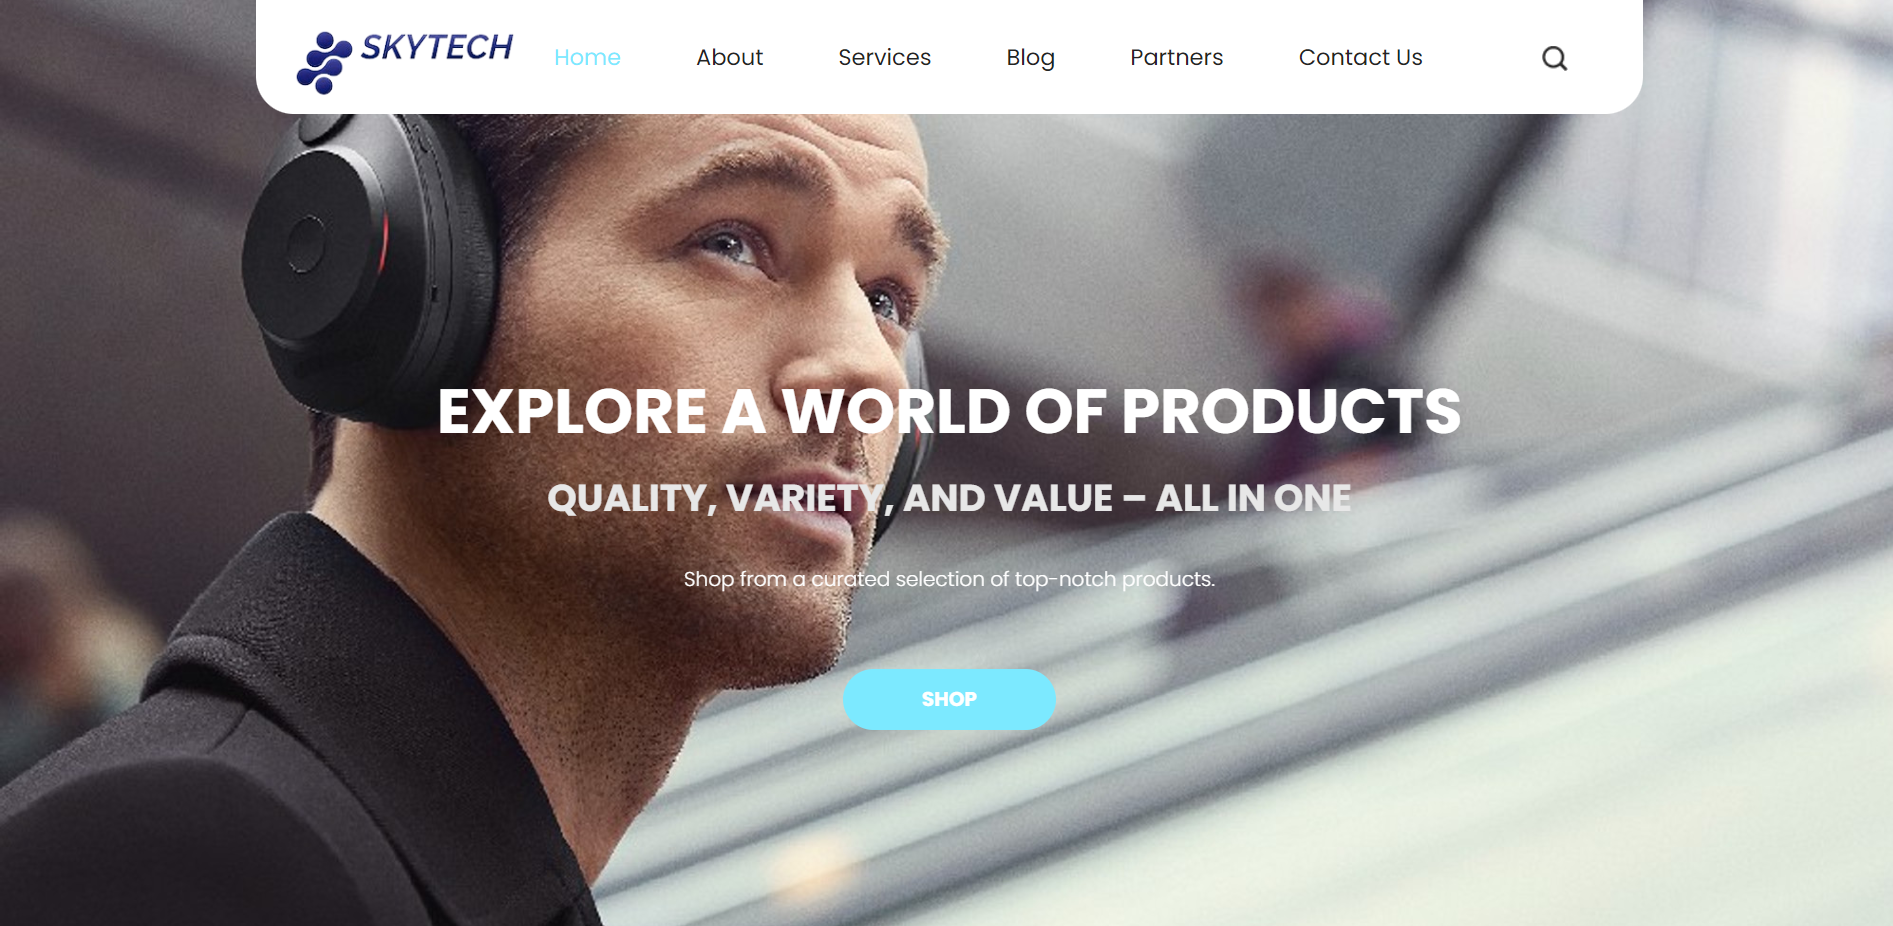 SKYTECH
Home About Services Blog Partners Contact Us
EXPLORE A WORLD OF PRODUCTS
QUALITY, VARIETY, AND VALUE – ALL IN ONE
Shop from a curated selection of top-notch products.
SHOP